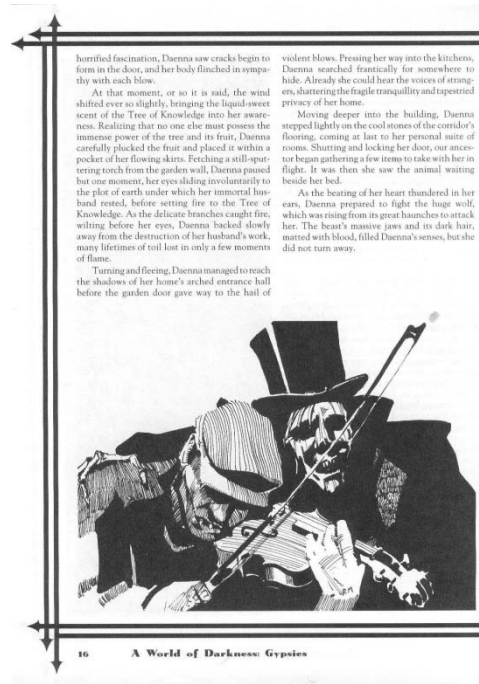 horrified fascination, Daenna saw cracks begin to
form in the door, and her body flinched in sympa-
thy with each blow.
At that moment, or so it is said, the wind
shifted ever so slightly, bringing the liquid-sweet
scent of the Tree of Knowledge into her aware-
ness. Realizing that no one else must possess the
immense power of the tree and its fruit, Daenna
carefully plucked the fruit and placed it within a
pocket of her flowing skirts. Fetching a still-sput-
tering torch from the garden wall, Daenna paused
but one moment, her eyes sliding involuntarily to
the plot of earth under which her immortal hus-
band rested, before setting fire to the Tree of
Knowledge. As the delicate branches caught fire,
wilting before her eyes, Daenna backed slowly
away from the destruction of her husband's work,
many lifetimes of toil lost in only a few moments
of flame.
Turning and fleeing, Daenna managed to reach
the shadows of her home's arched entrance hall
before the garden door gave way to the hail of
violent blows. Pressing her way into the kitchens,
Daenna searched frantically for somewhere to
hide. Already she could hear the voices of strang-
ers, shattering the fragile tranquillity and tapestried
privacy of her home.
Moving deeper into the building, Daenna
stepped lightly on the cool stones of the corridor's
flooring, coming at last to her personal suite of
rooms. Shutting and locking her door, our ances-
tor began gathering a few items to take with her in
flight. It was then she saw the animal waiting
beside her bed.
As the beating of her heart thundered in her
ears, Daenna prepared to fight the huge wolf,
which was rising from its great haunches to attack
her. The beast's massive jaws and its dark hair,
matted with blood, filled Daenna's senses, but she
did not turn away.
16 A World of Darkness: Gypsies